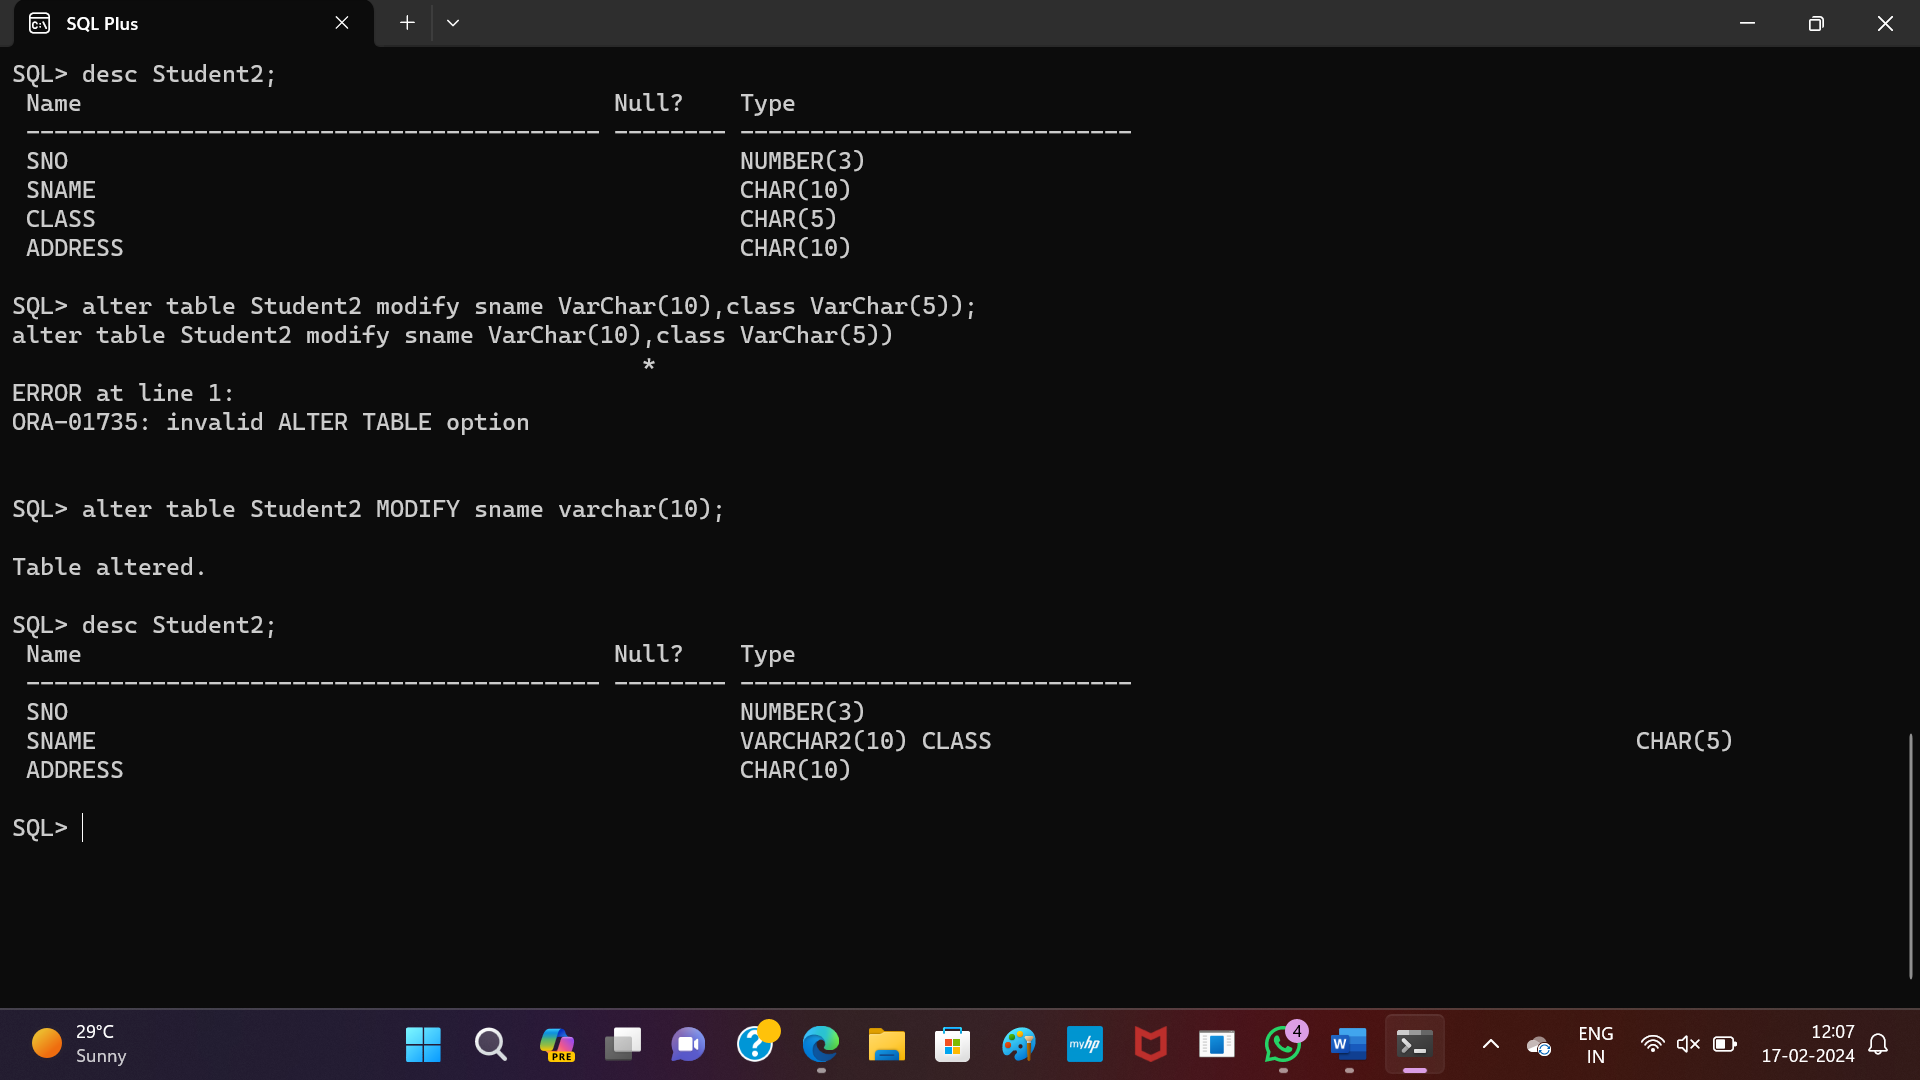 SQL Plus
SQL> desc Student2;
Name Null? Type
----------------------------------------- -------- ----------------------------
SNO NUMBER(3)
SNAME CHAR(10)
CLASS CHAR(5)
ADDRESS CHAR(10)
SQL> alter table Student2 modify sname VarChar(10),class VarChar(5));
alter table Student2 modify sname VarChar(10),class VarChar(5))
*
ERROR at line 1:
ORA-01735: invalid ALTER TABLE option
SQL> alter table Student2 MODIFY sname varchar(10);
Table altered.
SQL> desc Student2;
Name Null? Type
----------------------------------------- -------- ----------------------------
SNO NUMBER(3)
SNAME VARCHAR2(10) CLASS CHAR(5)
ADDRESS CHAR(10)
SQL>
29°C
Sunny
PRE
myhp
4
W
ENG
IN
12:07
17-02-2024